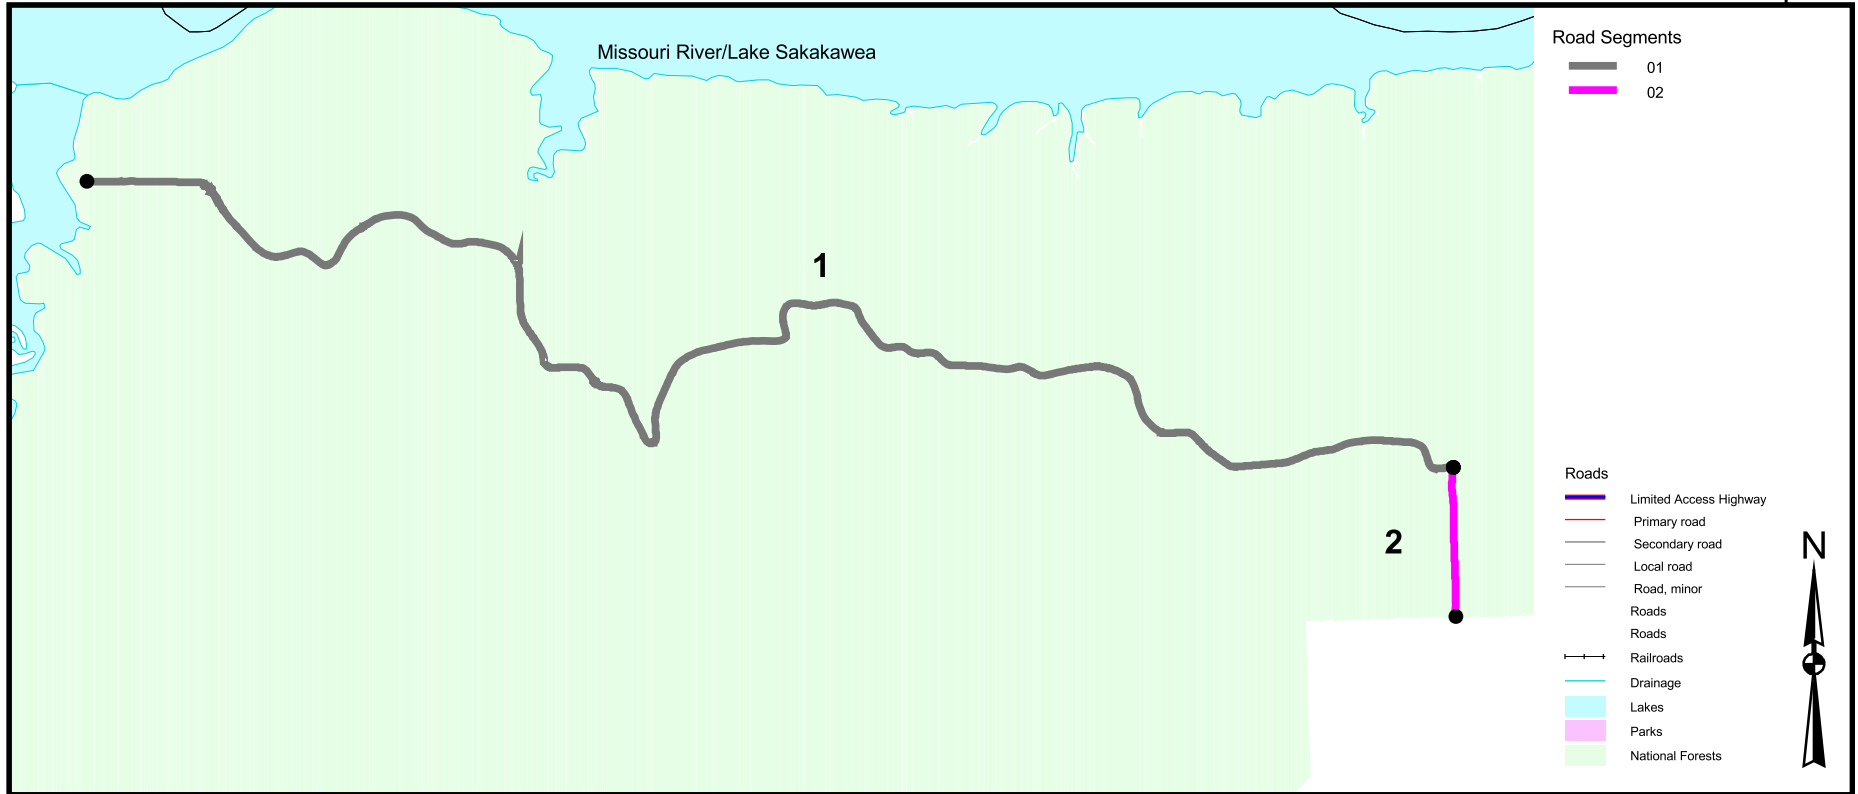 Missouri River/Lake Sakakawea
1
2
Road Segments
01
02
Roads
Limited Access Highway
Primary road
Secondary road
Local road
Road, minor
Roads
Roads
Railroads
Drainage
Lakes
Parks
National Forests
N